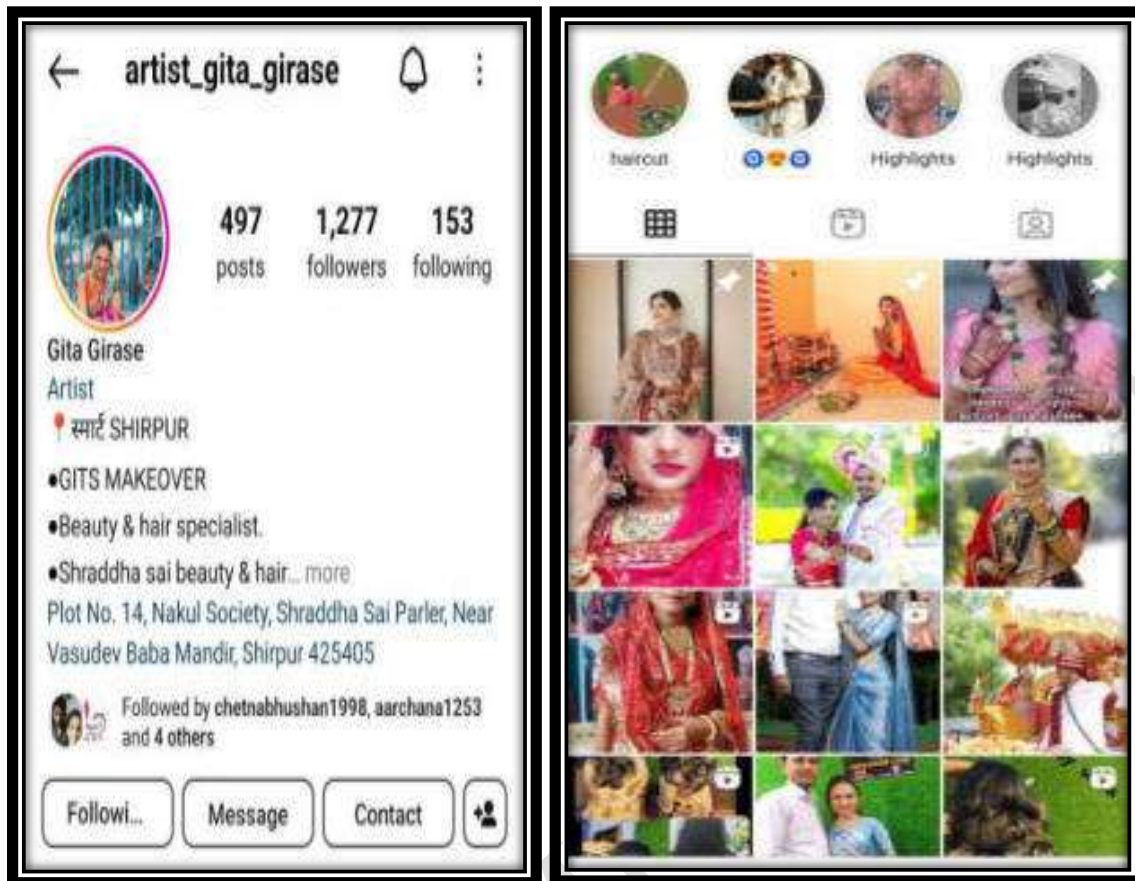 artist_gita_girase
497 1,277 153
posts followers following
Gita Girase
Artist
स्मार्ट SHIRPUR
•GITS MAKEOVER
•Beauty & hair specialist.
•Shraddha sai beauty & hair... more
Plot No. 14, Nakul Society, Shraddha Sai Parler, Near
Vasudev Baba Mandir, Shirpur 425405
Followed by chetnabhushan1998, aarchana1253
and 4 others
Followi... Message Contact
haircut Highlights Highlights